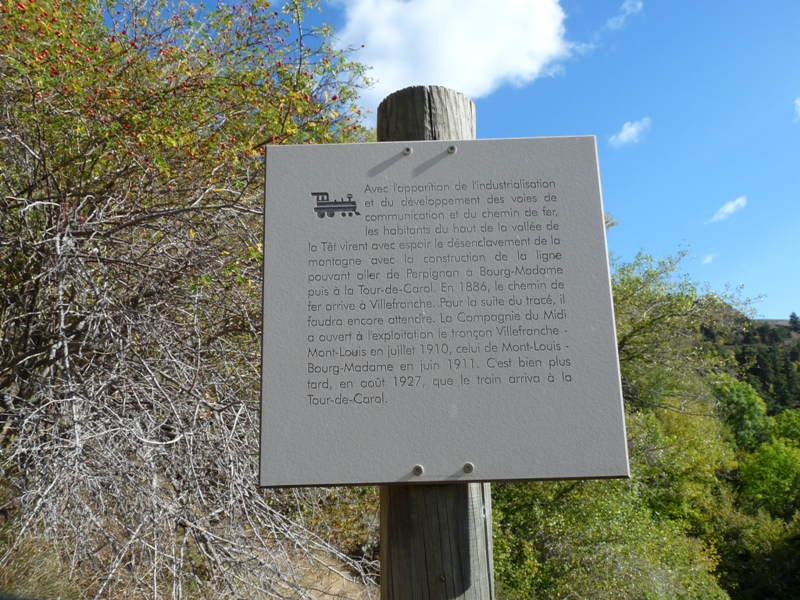 Avec l'apparition de l'industrialisation
et du développement des voies de
communication et du chemin de fer,
les habitants du haut de la vallée de
la Têt virent avec espoir le désenclavement de la
montagne avec la construction de la ligne
pouvant aller de Perpignan à Bourg-Madame
puis à la Tour-de-Carol. En 1886, le chemin de
fer arrive à Villefranche. Pour la suite du tracé, il
faudra encore attendre. La Compagnie du Midi
a ouvert à l'exploitation le tronçon Villefranche -
Mont-Louis en juillet 1910, celui de Mont-Louis -
Bourg-Madame en juin 1911. C'est bien plus
tard, en août 1927, que le train arriva à la
Tour-de-Carol.